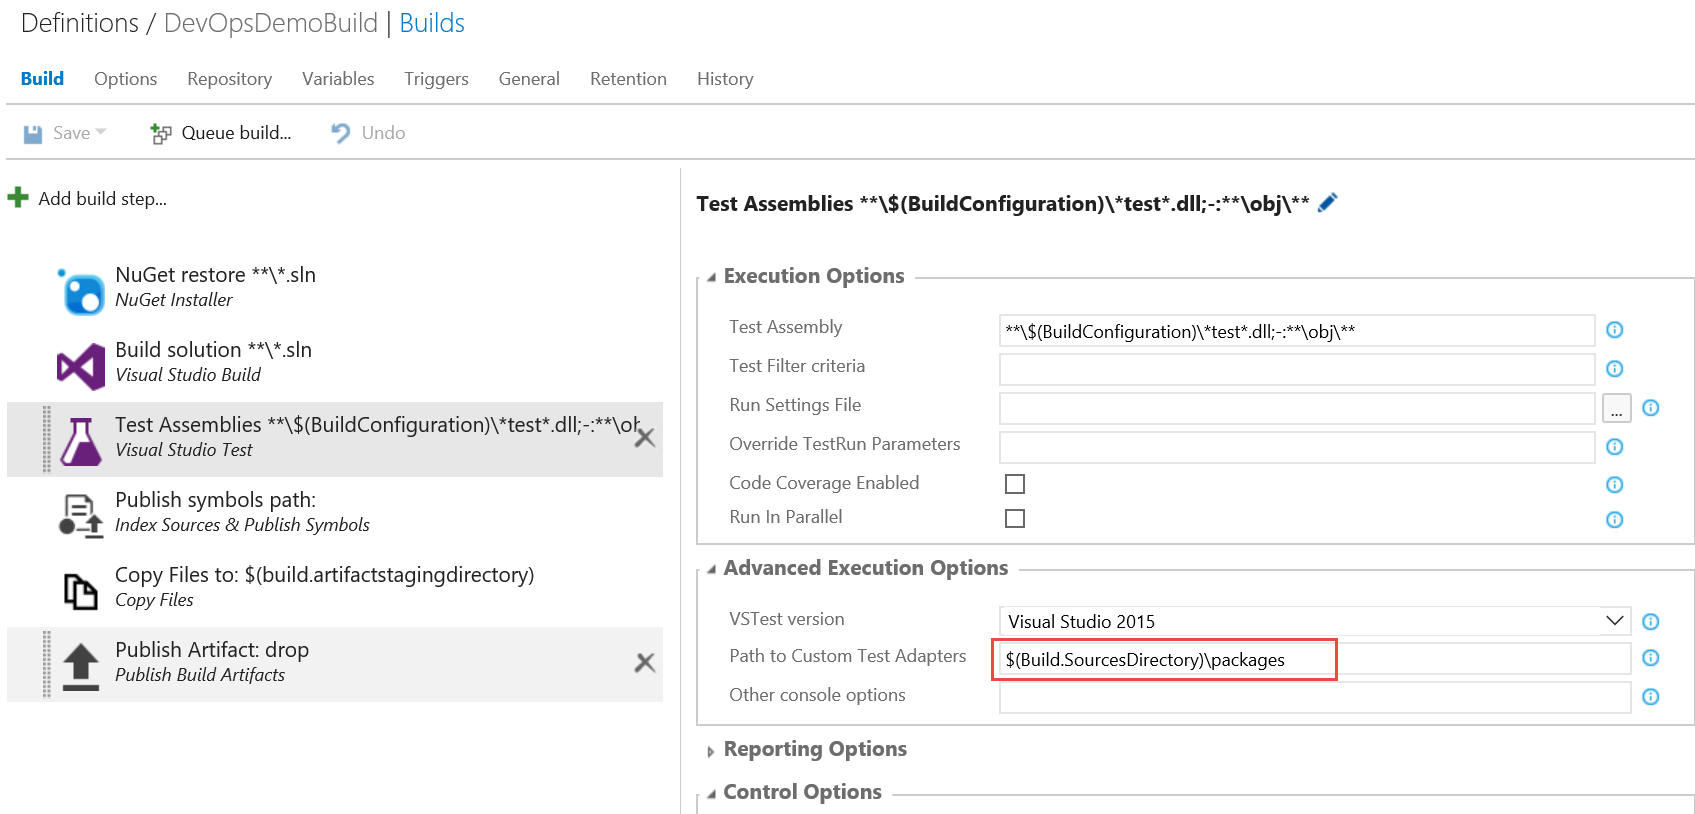 Definitions / DevOpsDemoBuild | Builds
Build Options Repository Variables Triggers General Retention History
Save Queue build... Undo
Add build step...
NuGet restore **\*.sln
NuGet Installer
Build solution **\*.sln
Visual Studio Build
Test Assemblies **\$(BuildConfiguration)\*test*.dll;-:**\ob
Visual Studio Test
Publish symbols path:
Index Sources & Publish Symbols
Copy Files to: $(build.artifactstagingdirectory)
Copy Files
Publish Artifact: drop
Publish Build Artifacts
Test Assemblies **\$(BuildConfiguration)\*test*.dll;-:**\obj\**
Execution Options
Test Assembly **\$(BuildConfiguration)\*test*.dll;-:**\obj\**
Test Filter criteria
Run Settings File ...
Override TestRun Parameters
Code Coverage Enabled
Run In Parallel
Advanced Execution Options
VSTest version Visual Studio 2015
Path to Custom Test Adapters $(Build.SourcesDirectory)\packages
Other console options
Reporting Options
Control Options